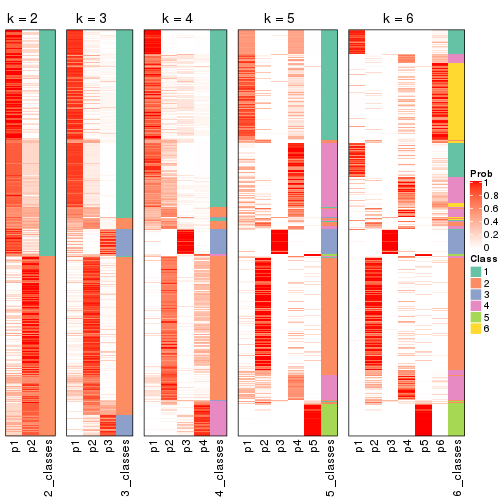 k = 2
k = 3
k = 4
k = 5
k = 6
Prob
1
0.8
0.6
0.4
0.2
0
Class
1
2
3
4
5
6
p1
p2
2_classes
p1
p2
p3
3_classes
p1
p2
p3
p4
4_classes
p1
p2
p3
p4
p5
5_classes
p1
p2
p3
p4
p5
p6
6_classes